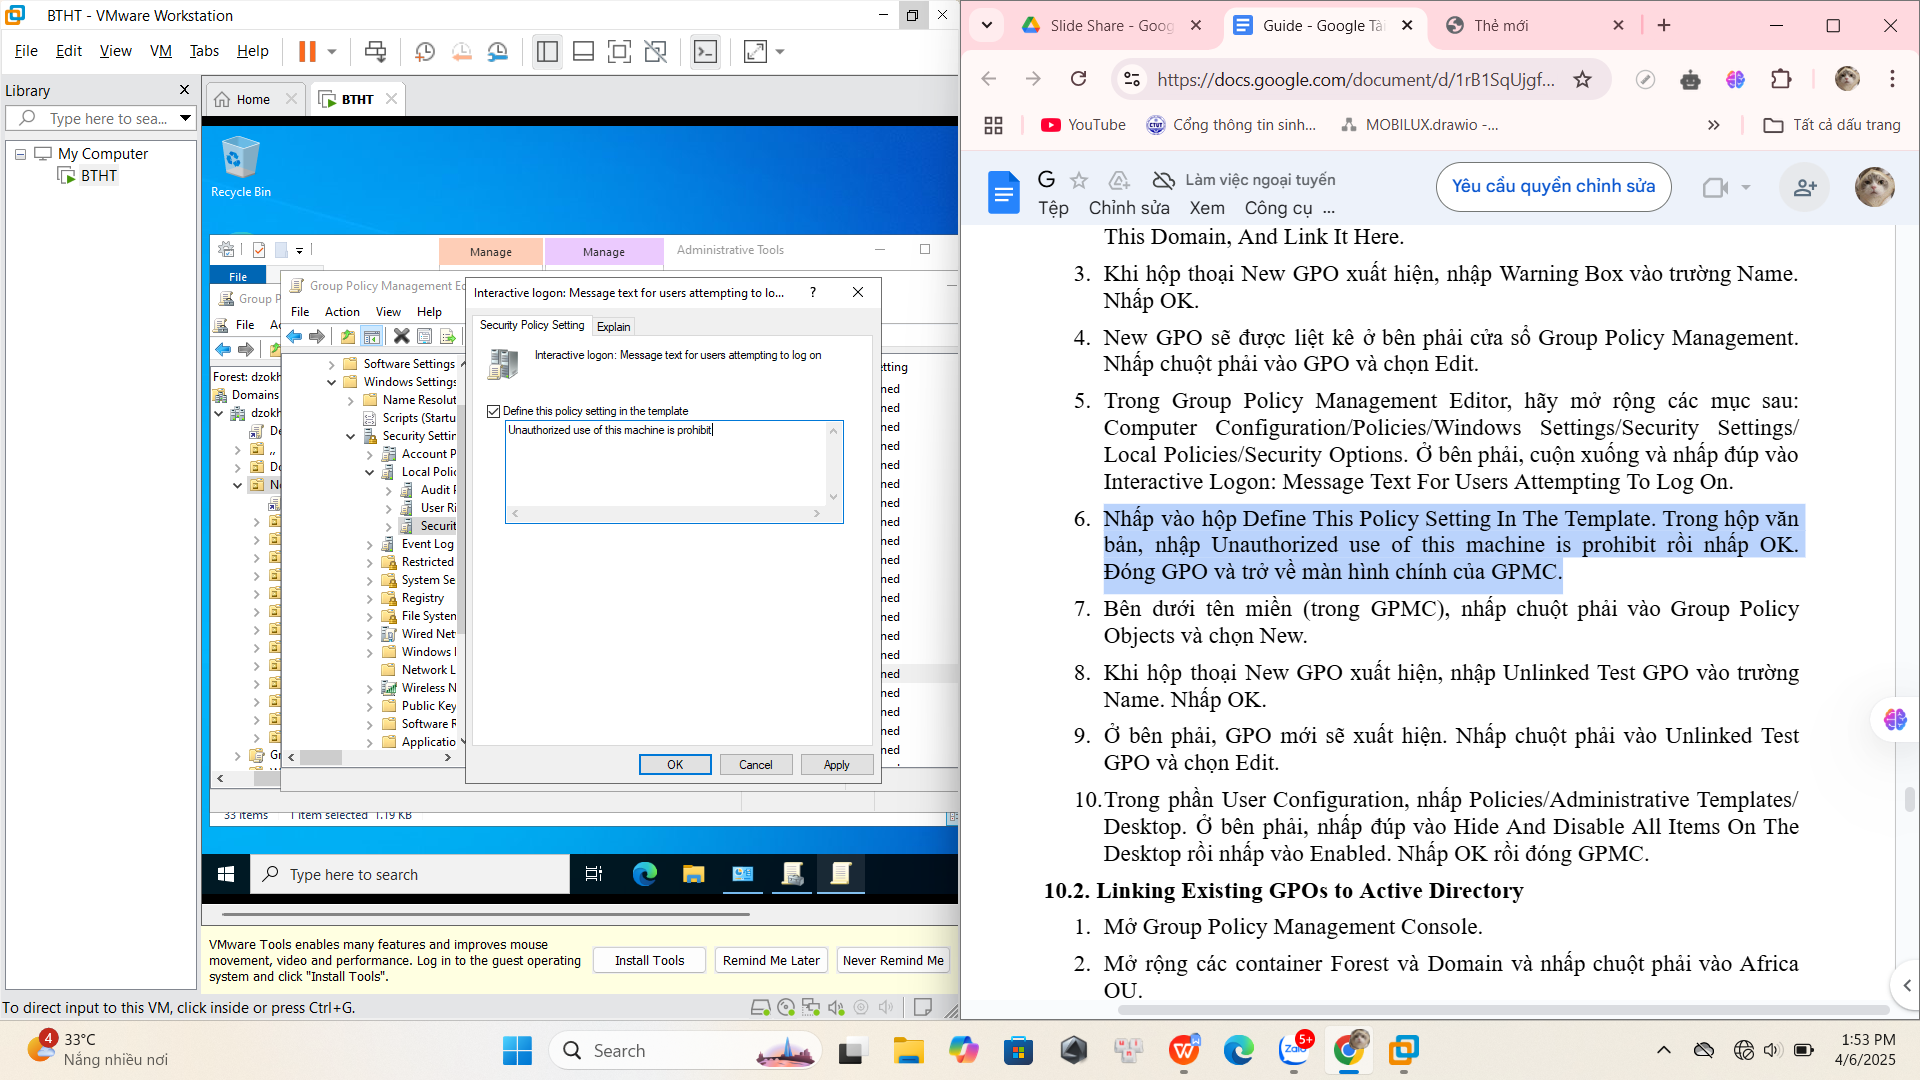 BTHT - VMware Workstation
File Edit View VM Tabs Help
Library
Type here to sea...
My Computer
BTHT
Home
BTHT
Recycle Bin
Manage
Manage
Administrative Tools
File
Group P
File
Forest: dzokh
Domains
dzokh
Group Policy Management Ed
File Action View Help
Software Settings
Windows Settings
Name Resolut
Scripts (Startu
Security Settin
Account P
Local Polic
Audit P
User Ri
Securit
Event Log
Restricted
System Se
Registry
File System
Wired Net
Windows I
Network L
Wireless N
Public Key
Software R
Applicatio
Interactive logon: Message text for users attempting to lo...
Security Policy Setting
Explain
Interactive logon: Message text for users attempting to log on
Define this policy setting in the template
Unauthorized use of this machine is prohibit
OK
Cancel
Apply
33 items 1 item selected 1.19 KB
Type here to search
VMware Tools enables many features and improves mouse
movement, video and performance. Log in to the guest operating
system and click "Install Tools".
Install Tools
Remind Me Later
Never Remind Me
To direct input to this VM, click inside or press Ctrl+G.
Slide Share - Goog
Guide - Google Tài
Thẻ mới
https://docs.google.com/document/d/1rB1SqUjgf...
YouTube
Cổng thông tin sinh...
MOBILUX.drawio -...
Tất cả dấu trang
G
Làm việc ngoại tuyến
Tệp Chỉnh sửa Xem Công cụ ...
Yêu cầu quyền chỉnh sửa
This Domain, And Link It Here.
3. Khi hộp thoại New GPO xuất hiện, nhập Warning Box vào trường Name.
Nhấp OK.
4. New GPO sẽ được liệt kê ở bên phải cửa sổ Group Policy Management.
Nhấp chuột phải vào GPO và chọn Edit.
5. Trong Group Policy Management Editor, hãy mở rộng các mục sau:
Computer Configuration/Policies/Windows Settings/Security Settings/
Local Policies/Security Options. Ở bên phải, cuộn xuống và nhấp đúp vào
Interactive Logon: Message Text For Users Attempting To Log On.
6. Nhấp vào hộp Define This Policy Setting In The Template. Trong hộp văn
bản, nhập Unauthorized use of this machine is prohibit rồi nhấp OK.
Đóng GPO và trở về màn hình chính của GPMC.
7. Bên dưới tên miền (trong GPMC), nhấp chuột phải vào Group Policy
Objects và chọn New.
8. Khi hộp thoại New GPO xuất hiện, nhập Unlinked Test GPO vào trường
Name. Nhấp OK.
9. Ở bên phải, GPO mới sẽ xuất hiện. Nhấp chuột phải vào Unlinked Test
GPO và chọn Edit.
10. Trong phần User Configuration, nhấp Policies/Administrative Templates/
Desktop. Ở bên phải, nhấp đúp vào Hide And Disable All Items On The
Desktop rồi nhấp vào Enabled. Nhấp OK rồi đóng GPMC.
10.2. Linking Existing GPOs to Active Directory
1. Mở Group Policy Management Console.
2. Mở rộng các container Forest và Domain và nhấp chuột phải vào Africa
OU.
4
33°C
Nắng nhiều nơi
Search
5+
Zalo
1:53 PM
4/6/2025